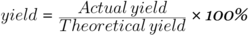 yield = Actual yield / Theoretical yield × 100%